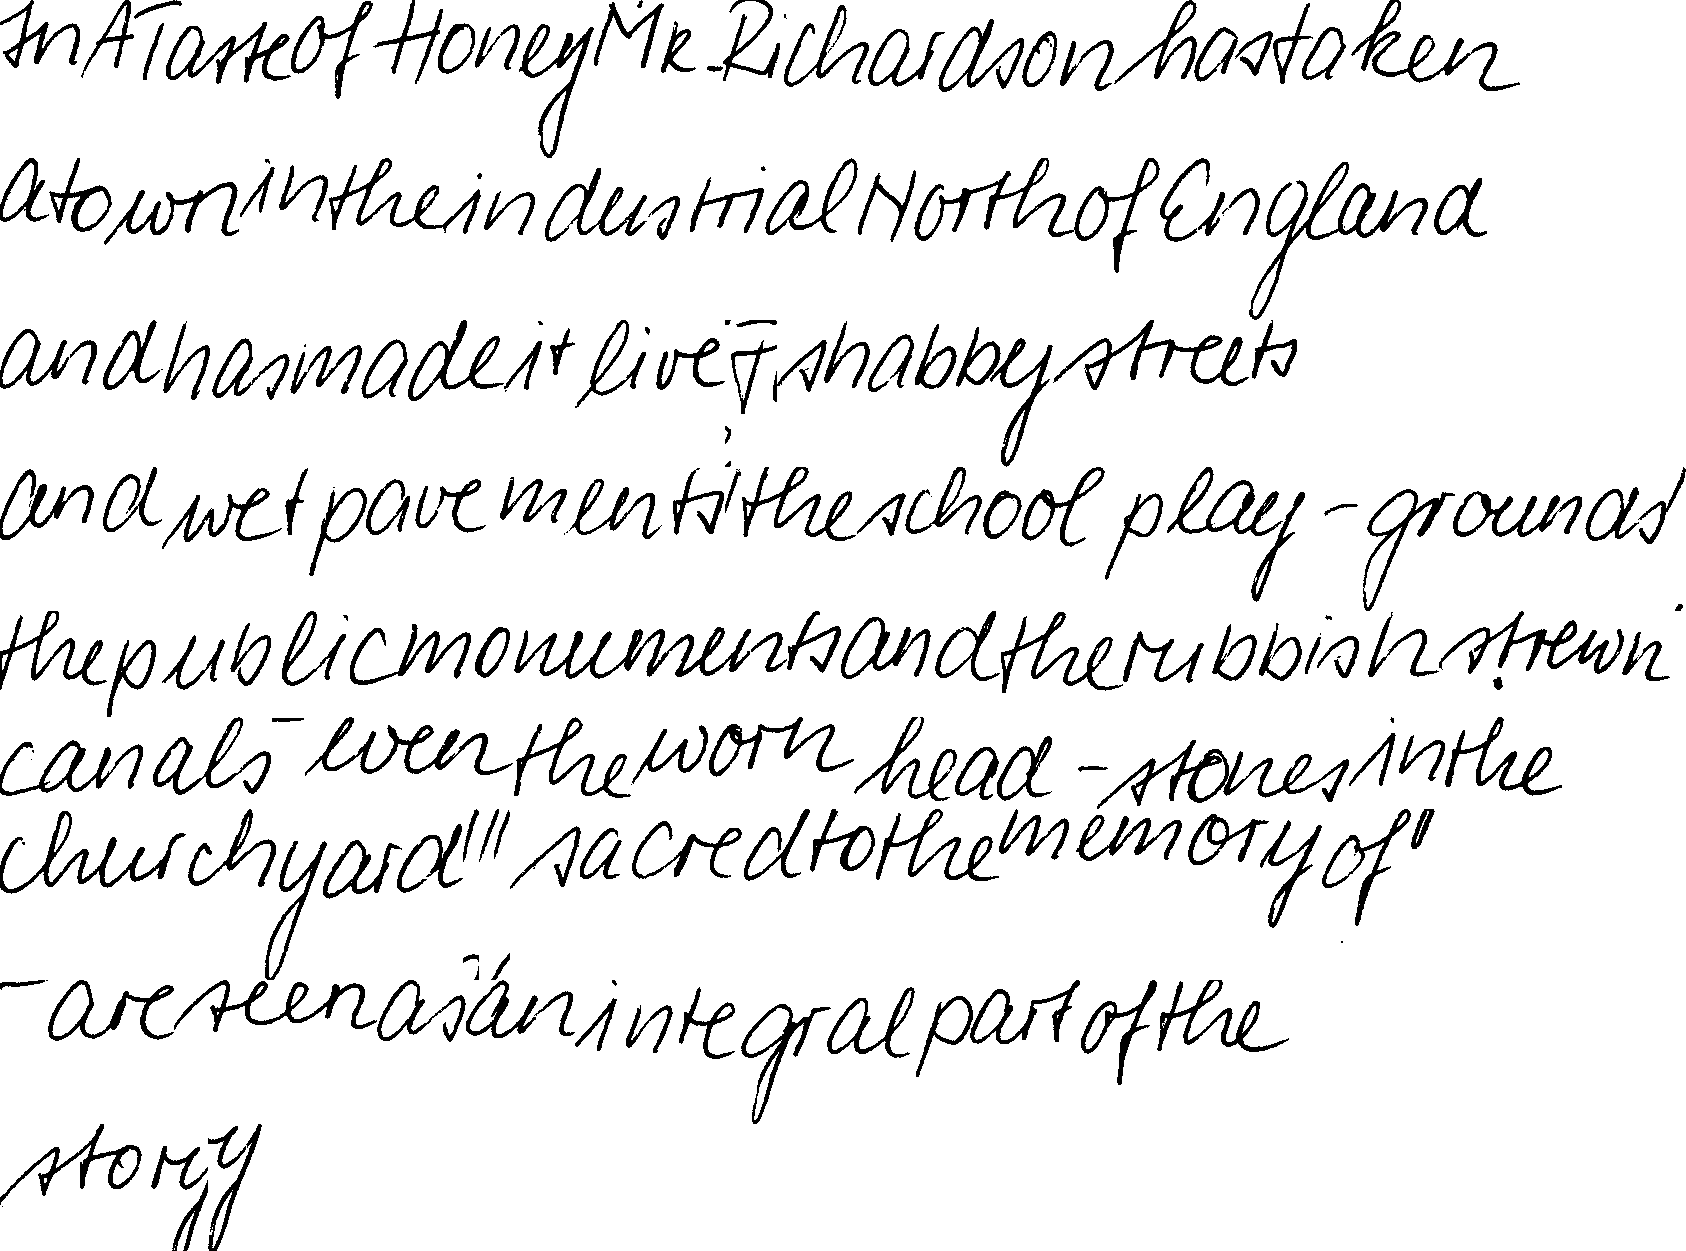 In A Taste of Honey Mr. Richardson has taken
a town in the industrial North of England
and has made it live: shabby streets
and wet pavements, the school play-grounds
the public monuments and the rubbish strewn
canals - even the worn head-stones in the
churchyard " sacred to the memory of "
- are seen as an integral part of the
story